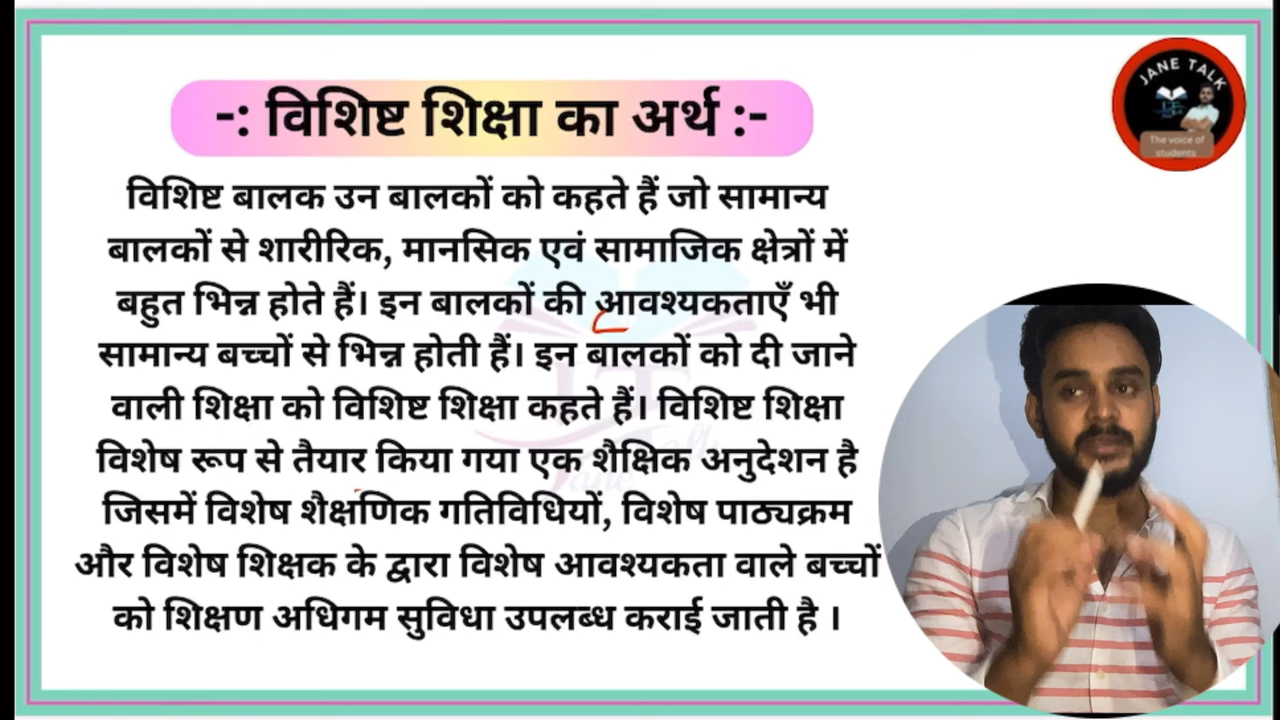 -: विशिष्ट शिक्षा का अर्थ :-
JANE TALK
The voice of
students
विशिष्ट बालक उन बालकों को कहते हैं जो सामान्य
बालकों से शारीरिक, मानसिक एवं सामाजिक क्षेत्रों में
बहुत भिन्न होते हैं। इन बालकों की आवश्यकताएँ भी
सामान्य बच्चों से भिन्न होती हैं। इन बालकों को दी जाने
वाली शिक्षा को विशिष्ट शिक्षा कहते हैं। विशिष्ट शिक्षा
विशेष रूप से तैयार किया गया एक शैक्षिक अनुदेशन है
जिसमें विशेष शैक्षणिक गतिविधियों, विशेष पाठ्यक्रम
और विशेष शिक्षक के द्वारा विशेष आवश्यकता वाले बच्चों
को शिक्षण अधिगम सुविधा उपलब्ध कराई जाती है ।